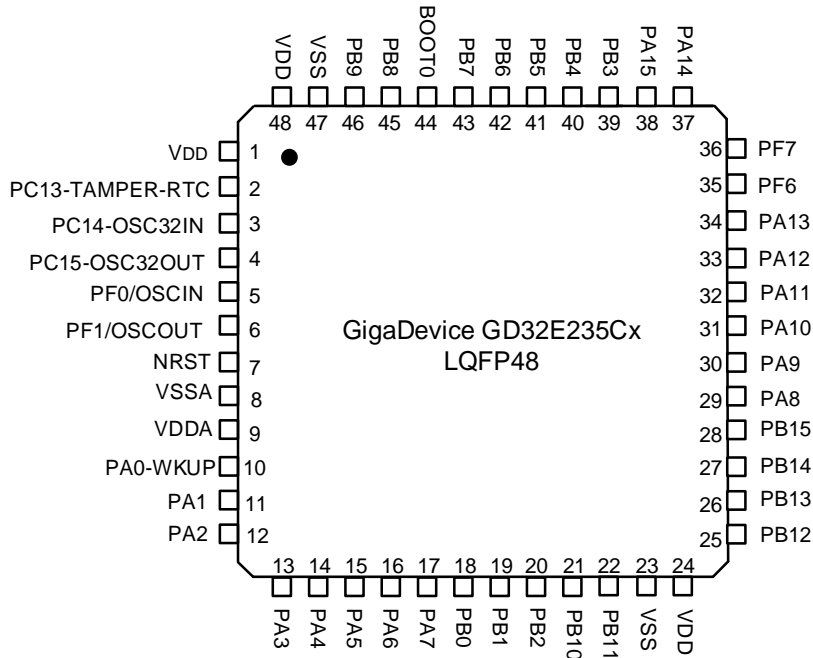 VDD VSS PB9 PB8 BOOT0 PB7 PB6 PB5 PB4 PB3 PA15 PA14
48 47 46 45 44 43 42 41 40 39 38 37
VDD 1
PC13-TAMPER-RTC 2
PC14-OSC32IN 3
PC15-OSC32OUT 4
PF0/OSCIN 5
PF1/OSCOUT 6
NRST 7
VSSA 8
VDDA 9
PA0-WKUP 10
PA1 11
PA2 12
GigaDevice GD32E235Cx
LQFP48
36 PF7
35 PF6
34 PA13
33 PA12
32 PA11
31 PA10
30 PA9
29 PA8
28 PB15
27 PB14
26 PB13
25 PB12
13 14 15 16 17 18 19 20 21 22 23 24
PA3 PA4 PA5 PA6 PA7 PB0 PB1 PB2 PB10 PB11 VSS VDD